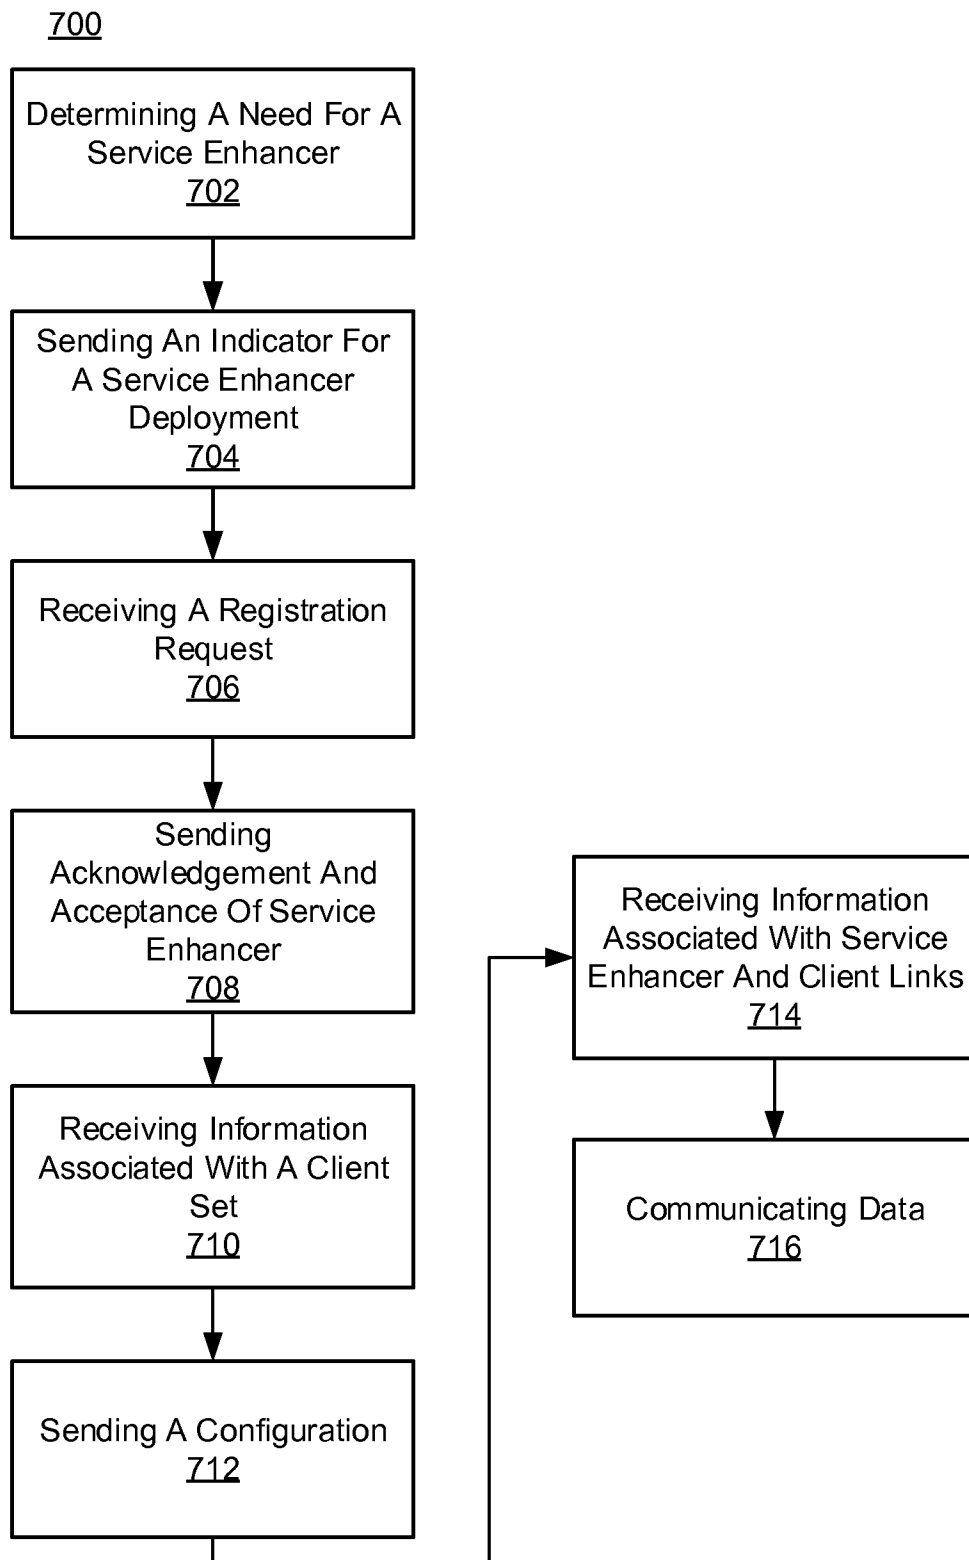 700
Determining A Need For A
Service Enhancer
702
Sending An Indicator For
A Service Enhancer
Deployment
704
Receiving A Registration
Request
706
Sending
Acknowledgement And
Acceptance Of Service
Enhancer
708
Receiving Information
Associated With A Client
Set
710
Sending A Configuration
712
Receiving Information
Associated With Service
Enhancer And Client Links
714
Communicating Data
716